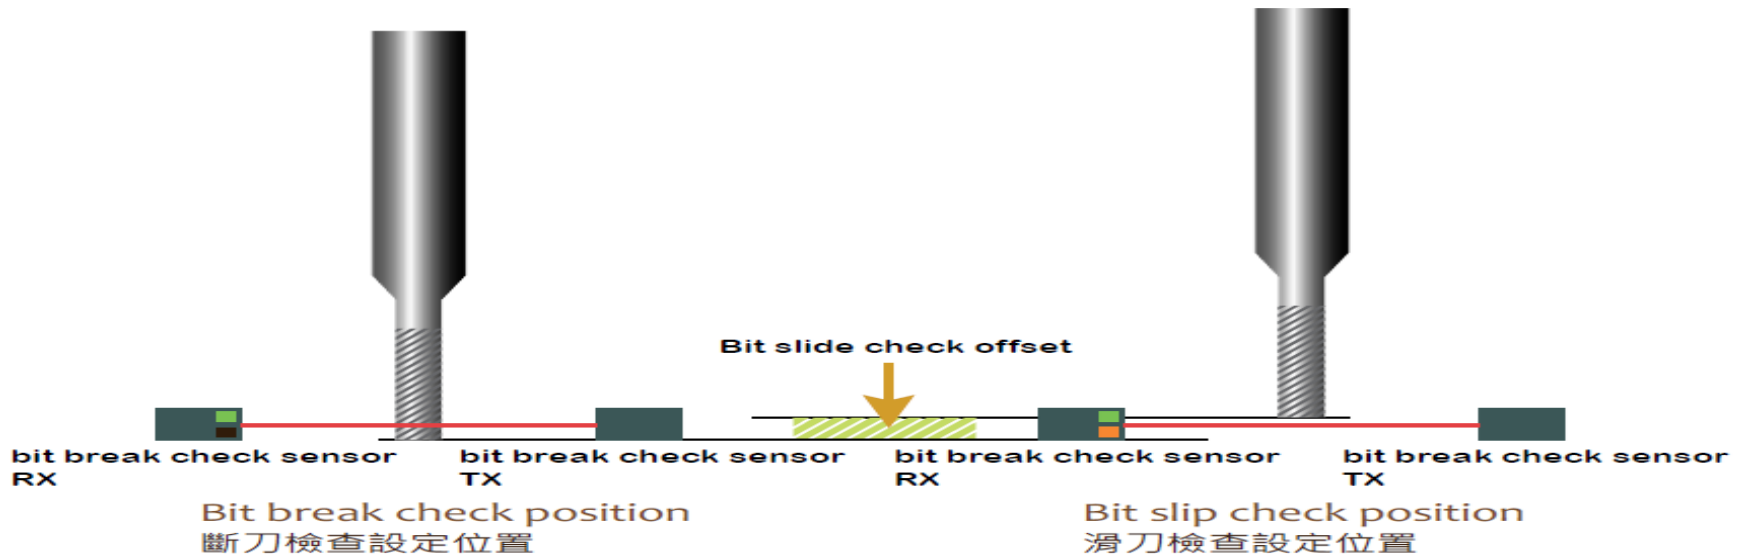 Bit slide check offset
bit break check sensor
RX
bit break check sensor
TX
bit break check sensor
RX
bit break check sensor
TX
Bit break check position
斷刀檢查設定位置
Bit slip check position
滑刀檢查設定位置